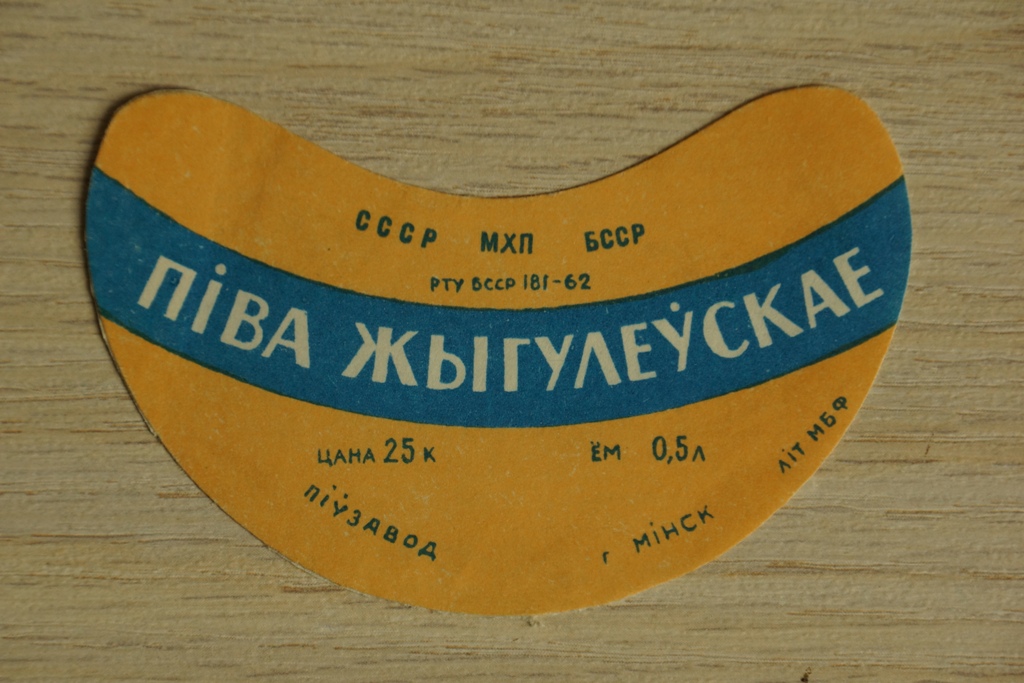 СССР МХП БССР
РТУ БССР 181-62
ПІВА ЖЫГУЛЕЎСКАЕ
ЦАНА 25 К ЁМ 0,5 Л
ПІЎЗАВОД г МІНСК
ЛІТ МБФ